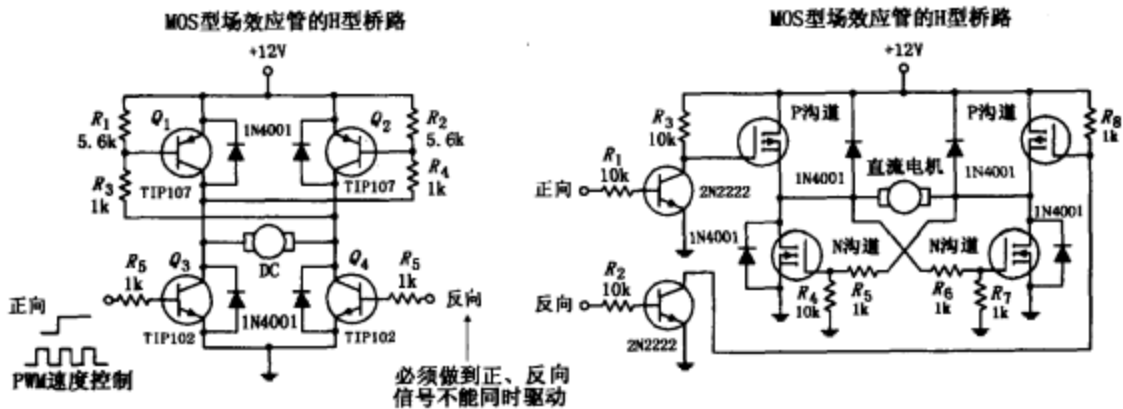 MOS型场效应管的H型桥路
+12V
R1
5.6k
Q1
1N4001
Q2
R2
5.6k
R3
1k
TIP107
TIP107
R4
1k
DC
R5
1k
Q3
Q4
R5
1k
正向
反向
1N4001
TIP102
TIP102
PWM速度控制
必须做到正、反向
信号不能同时驱动
MOS型场效应管的H型桥路
+12V
R3
10k
P沟道
P沟道
R8
1k
R1
10k
正向
2N2222
1N4001
直流电机
1N4001
1N4001
1N4001
N沟道
N沟道
R2
10k
反向
R4
10k
R5
1k
R6
1k
R7
1k
2N2222